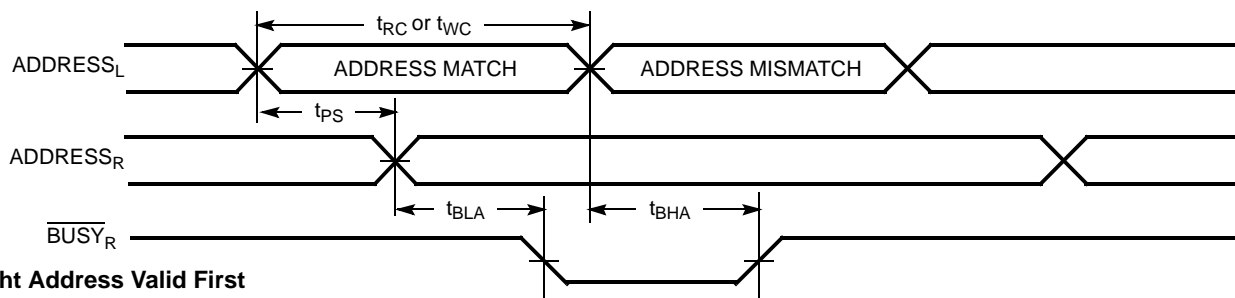 tRC or tWC
ADDRESSL
ADDRESS MATCH
ADDRESS MISMATCH
tPS
ADDRESSR
tBLA
tBHA
BUSYR
ht Address Valid First